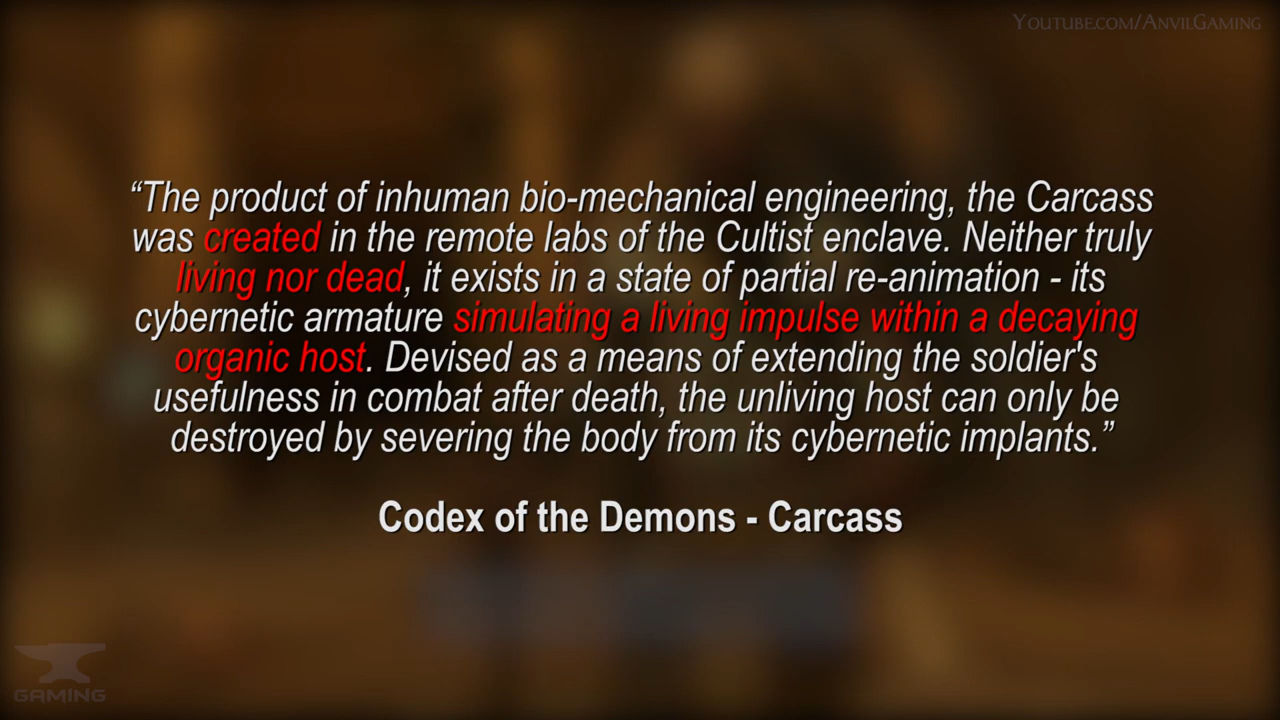 Youtube.com/AnvilGaming
“The product of inhuman bio-mechanical engineering, the Carcass
was created in the remote labs of the Cultist enclave. Neither truly
living nor dead, it exists in a state of partial re-animation - its
cybernetic armature simulating a living impulse within a decaying
organic host. Devised as a means of extending the soldier's
usefulness in combat after death, the unliving host can only be
destroyed by severing the body from its cybernetic implants.”
Codex of the Demons - Carcass
GAMING